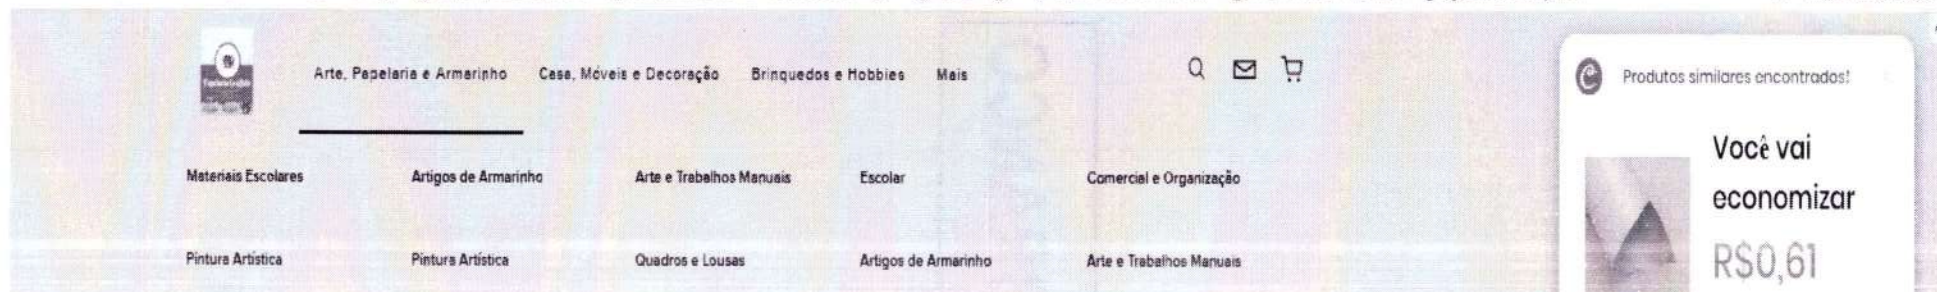 Arte, Papelaria e Armarinho Casa, Móveis e Decoração Brinquedos e Hobbies Mais
Materiais Escolares Artigos de Armarinho Arte e Trabalhos Manuais Escolar Comercial e Organização
Pintura Artística Pintura Artística Quadros e Lousas Artigos de Armarinho Arte e Trabalhos Manuais
Produtos similares encontrados!
Você vai
economizar
R$0,61